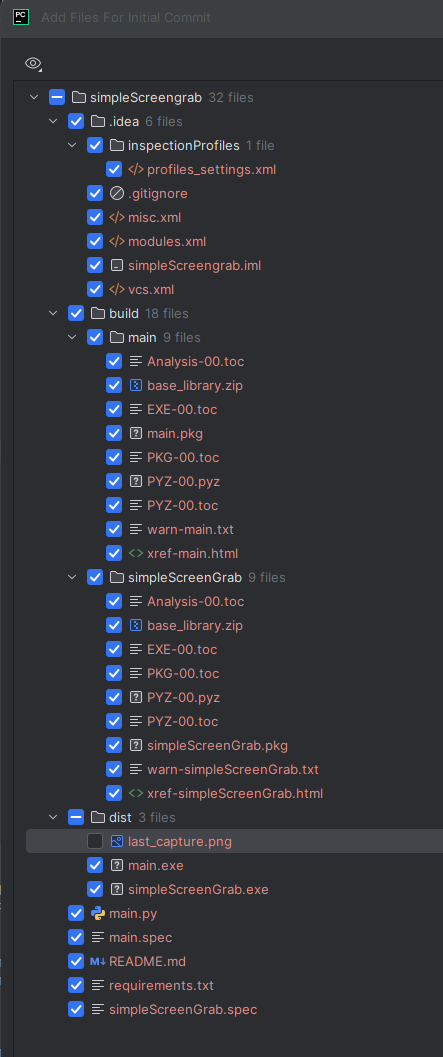 PC Add Files For Initial Commit
simpleScreengrab 32 files
.idea 6 files
inspectionProfiles 1 file
</> profiles_settings.xml
.gitignore
</> misc.xml
</> modules.xml
simpleScreengrab.iml
</> vcs.xml
build 18 files
main 9 files
Analysis-00.toc
base_library.zip
EXE-00.toc
? main.pkg
PKG-00.toc
? PYZ-00.pyz
PYZ-00.toc
warn-main.txt
<> xref-main.html
simpleScreenGrab 9 files
Analysis-00.toc
base_library.zip
EXE-00.toc
PKG-00.toc
? PYZ-00.pyz
PYZ-00.toc
? simpleScreenGrab.pkg
warn-simpleScreenGrab.txt
<> xref-simpleScreenGrab.html
dist 3 files
last_capture.png
? main.exe
? simpleScreenGrab.exe
main.py
main.spec
M↓ README.md
requirements.txt
simpleScreenGrab.spec